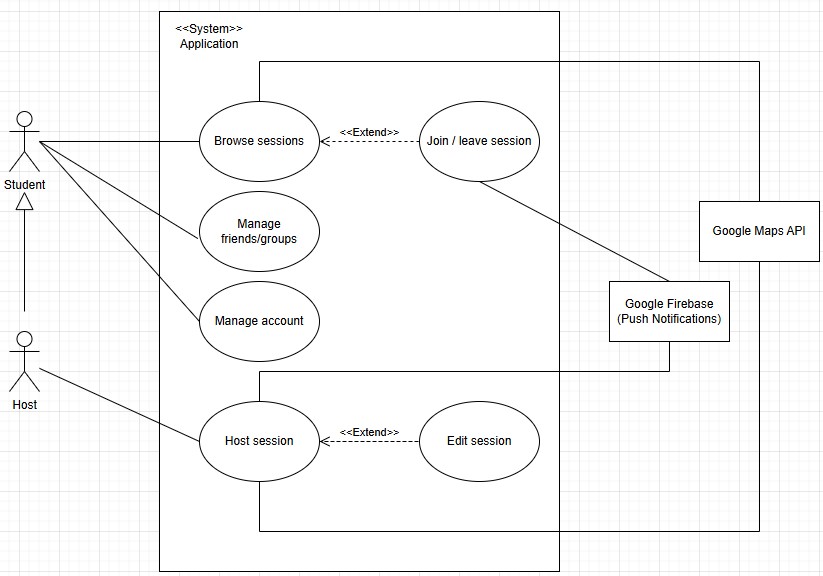 <<System>>
Application
<<Extend>>
Browse sessions
Join / leave session
Student
Manage
friends/groups
Google Maps API
Google Firebase
(Push Notifications)
Manage account
Host
<<Extend>>
Host session
Edit session